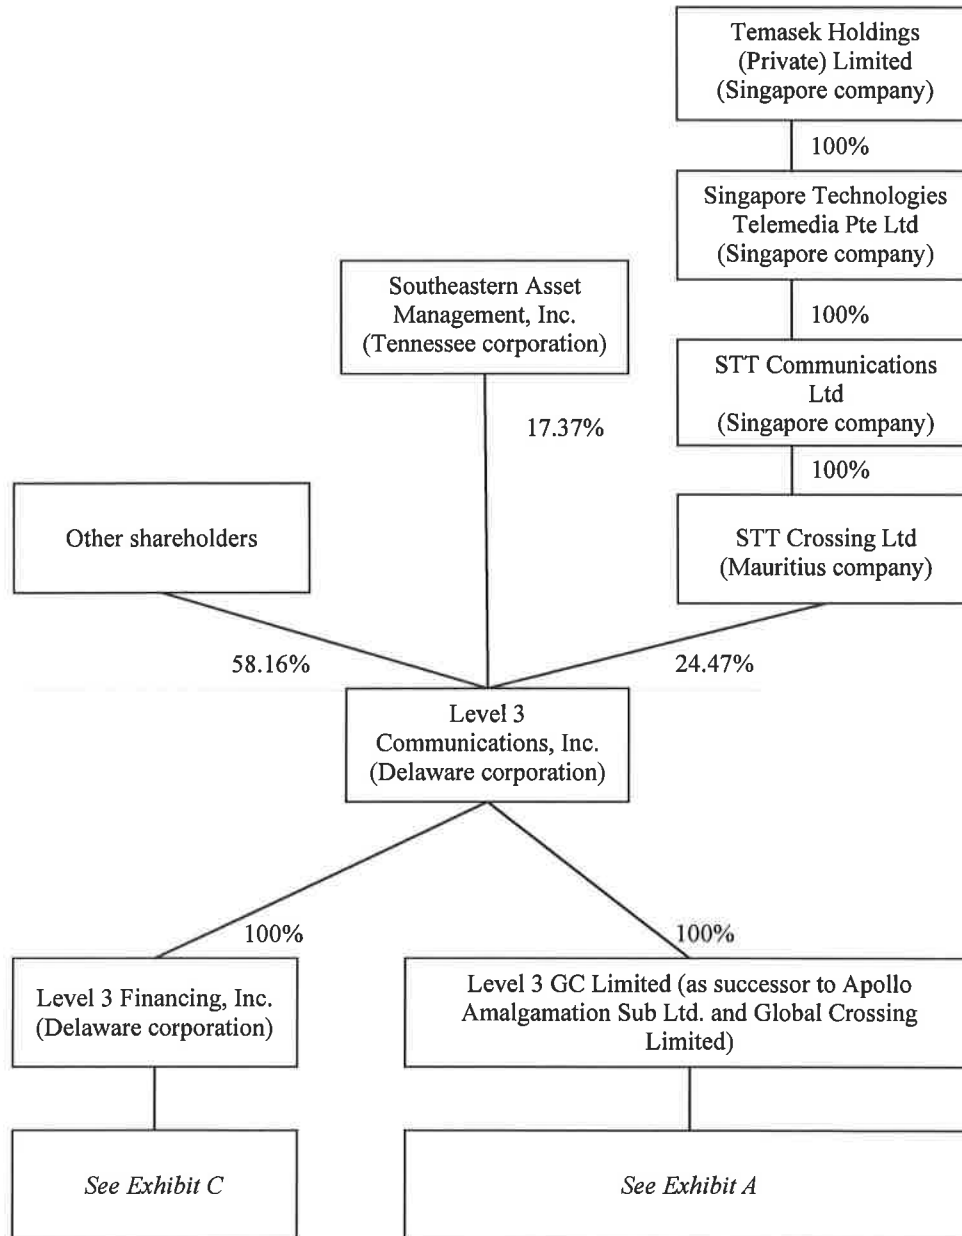 Temasek Holdings
(Private) Limited
(Singapore company)
100%
Singapore Technologies
Telemedia Pte Ltd
(Singapore company)
100%
Southeastern Asset
Management, Inc.
(Tennessee corporation)
STT Communications
Ltd
(Singapore company)
17.37%
100%
Other shareholders
STT Crossing Ltd
(Mauritius company)
58.16%
24.47%
Level 3
Communications, Inc.
(Delaware corporation)
100%
100%
Level 3 Financing, Inc.
(Delaware corporation)
Level 3 GC Limited (as successor to Apollo
Amalgamation Sub Ltd. and Global Crossing
Limited)
See Exhibit C
See Exhibit A